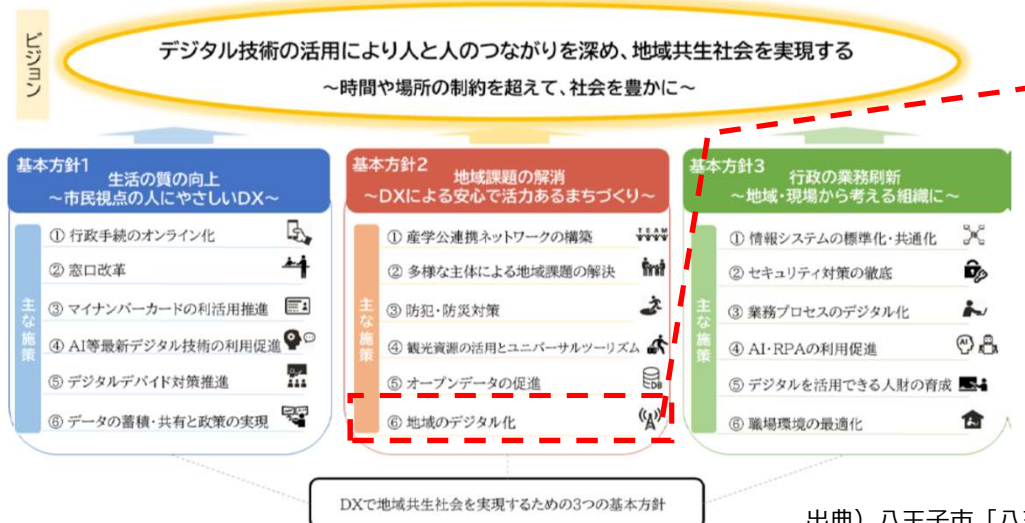 ビジョン
デジタル技術の活用により人と人のつながりを深め、地域共生社会を実現する
～時間や場所の制約を超えて、社会を豊かに～
基本方針1
生活の質の向上
～市民視点の人にやさしいDX～
主な施策
① 行政手続のオンライン化
② 窓口改革
③ マイナンバーカードの利活用推進
④ AI等最新デジタル技術の利用促進
⑤ デジタルデバイド対策推進
⑥ データの蓄積・共有と政策の実現
基本方針2
地域課題の解消
～DXによる安心で活力あるまちづくり～
主な施策
① 産学公連携ネットワークの構築
TEAM
② 多様な主体による地域課題の解決
③ 防犯・防災対策
④ 観光資源の活用とユニバーサルツーリズム
⑤ オープンデータの促進
DB
⑥ 地域のデジタル化
基本方針3
行政の業務刷新
～地域・現場から考える組織に～
主な施策
① 情報システムの標準化・共通化
② セキュリティ対策の徹底
③ 業務プロセスのデジタル化
④ AI・RPAの利用促進
AI
⑤ デジタルを活用できる人財の育成
⑥ 職場環境の最適化
DXで地域共生社会を実現するための3つの基本方針
出典）八王子市「八